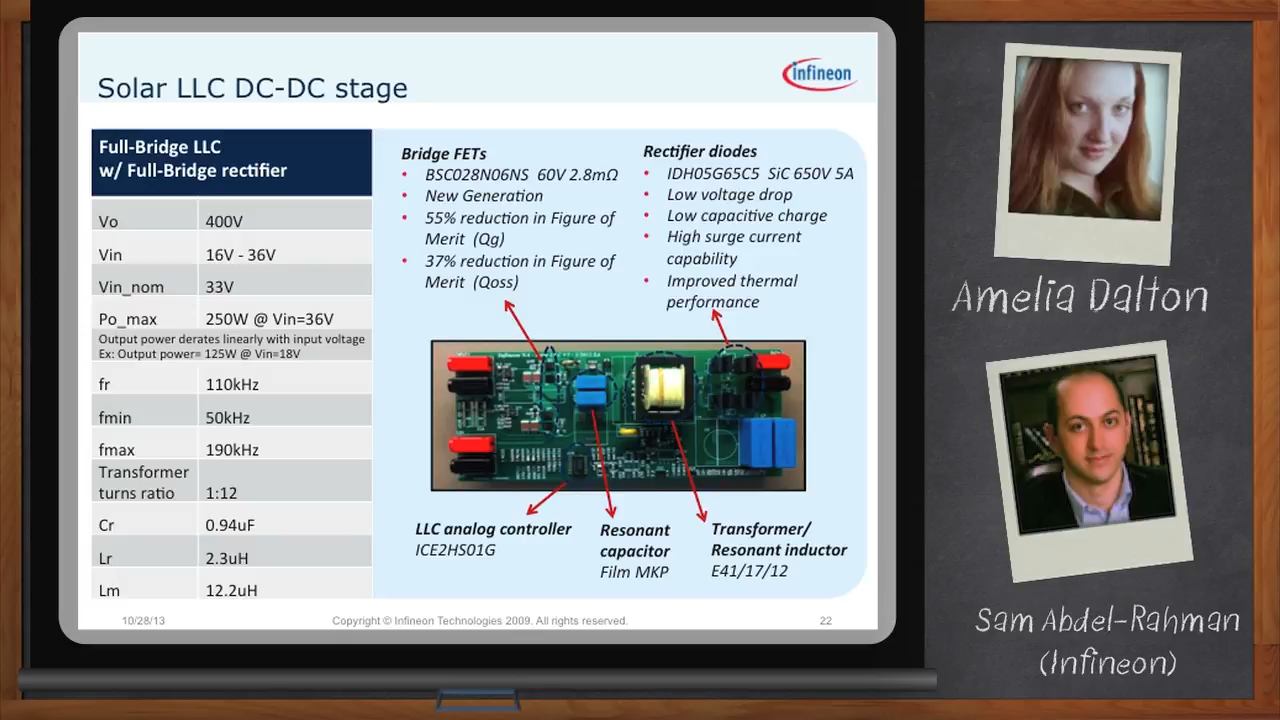 Solar LLC DC-DC stage
infineon
Full-Bridge LLC
w/ Full-Bridge rectifier
Vo 400V
Vin 16V - 36V
Vin_nom 33V
Po_max 250W @ Vin=36V
Output power derates linearly with input voltage
Ex: Output power= 125W @ Vin=18V
fr 110kHz
fmin 50kHz
fmax 190kHz
Transformer
turns ratio 1:12
Cr 0.94uF
Lr 2.3uH
Lm 12.2uH
Bridge FETs
• BSC028N06NS 60V 2.8mΩ
• New Generation
• 55% reduction in Figure of
Merit (Qg)
• 37% reduction in Figure of
Merit (Qoss)
Rectifier diodes
• IDH05G65C5 SiC 650V 5A
• Low voltage drop
• Low capacitive charge
• High surge current
capability
• Improved thermal
performance
LLC analog controller
ICE2HS01G
Resonant
capacitor
Film MKP
Transformer/
Resonant inductor
E41/17/12
10/28/13
Copyright © Infineon Technologies 2009. All rights reserved.
22
Amelia Dalton
Sam Abdel-Rahman
(Infineon)